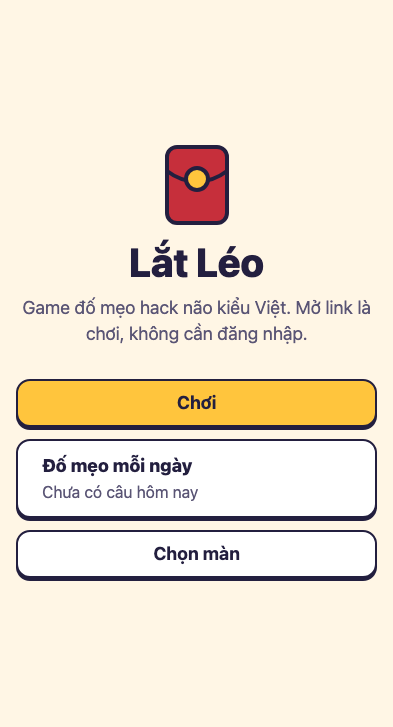 Lắt Léo
Game đố mẹo hack não kiểu Việt. Mở link là
chơi, không cần đăng nhập.
Chơi
Đố mẹo mỗi ngày
Chưa có câu hôm nay
Chọn màn